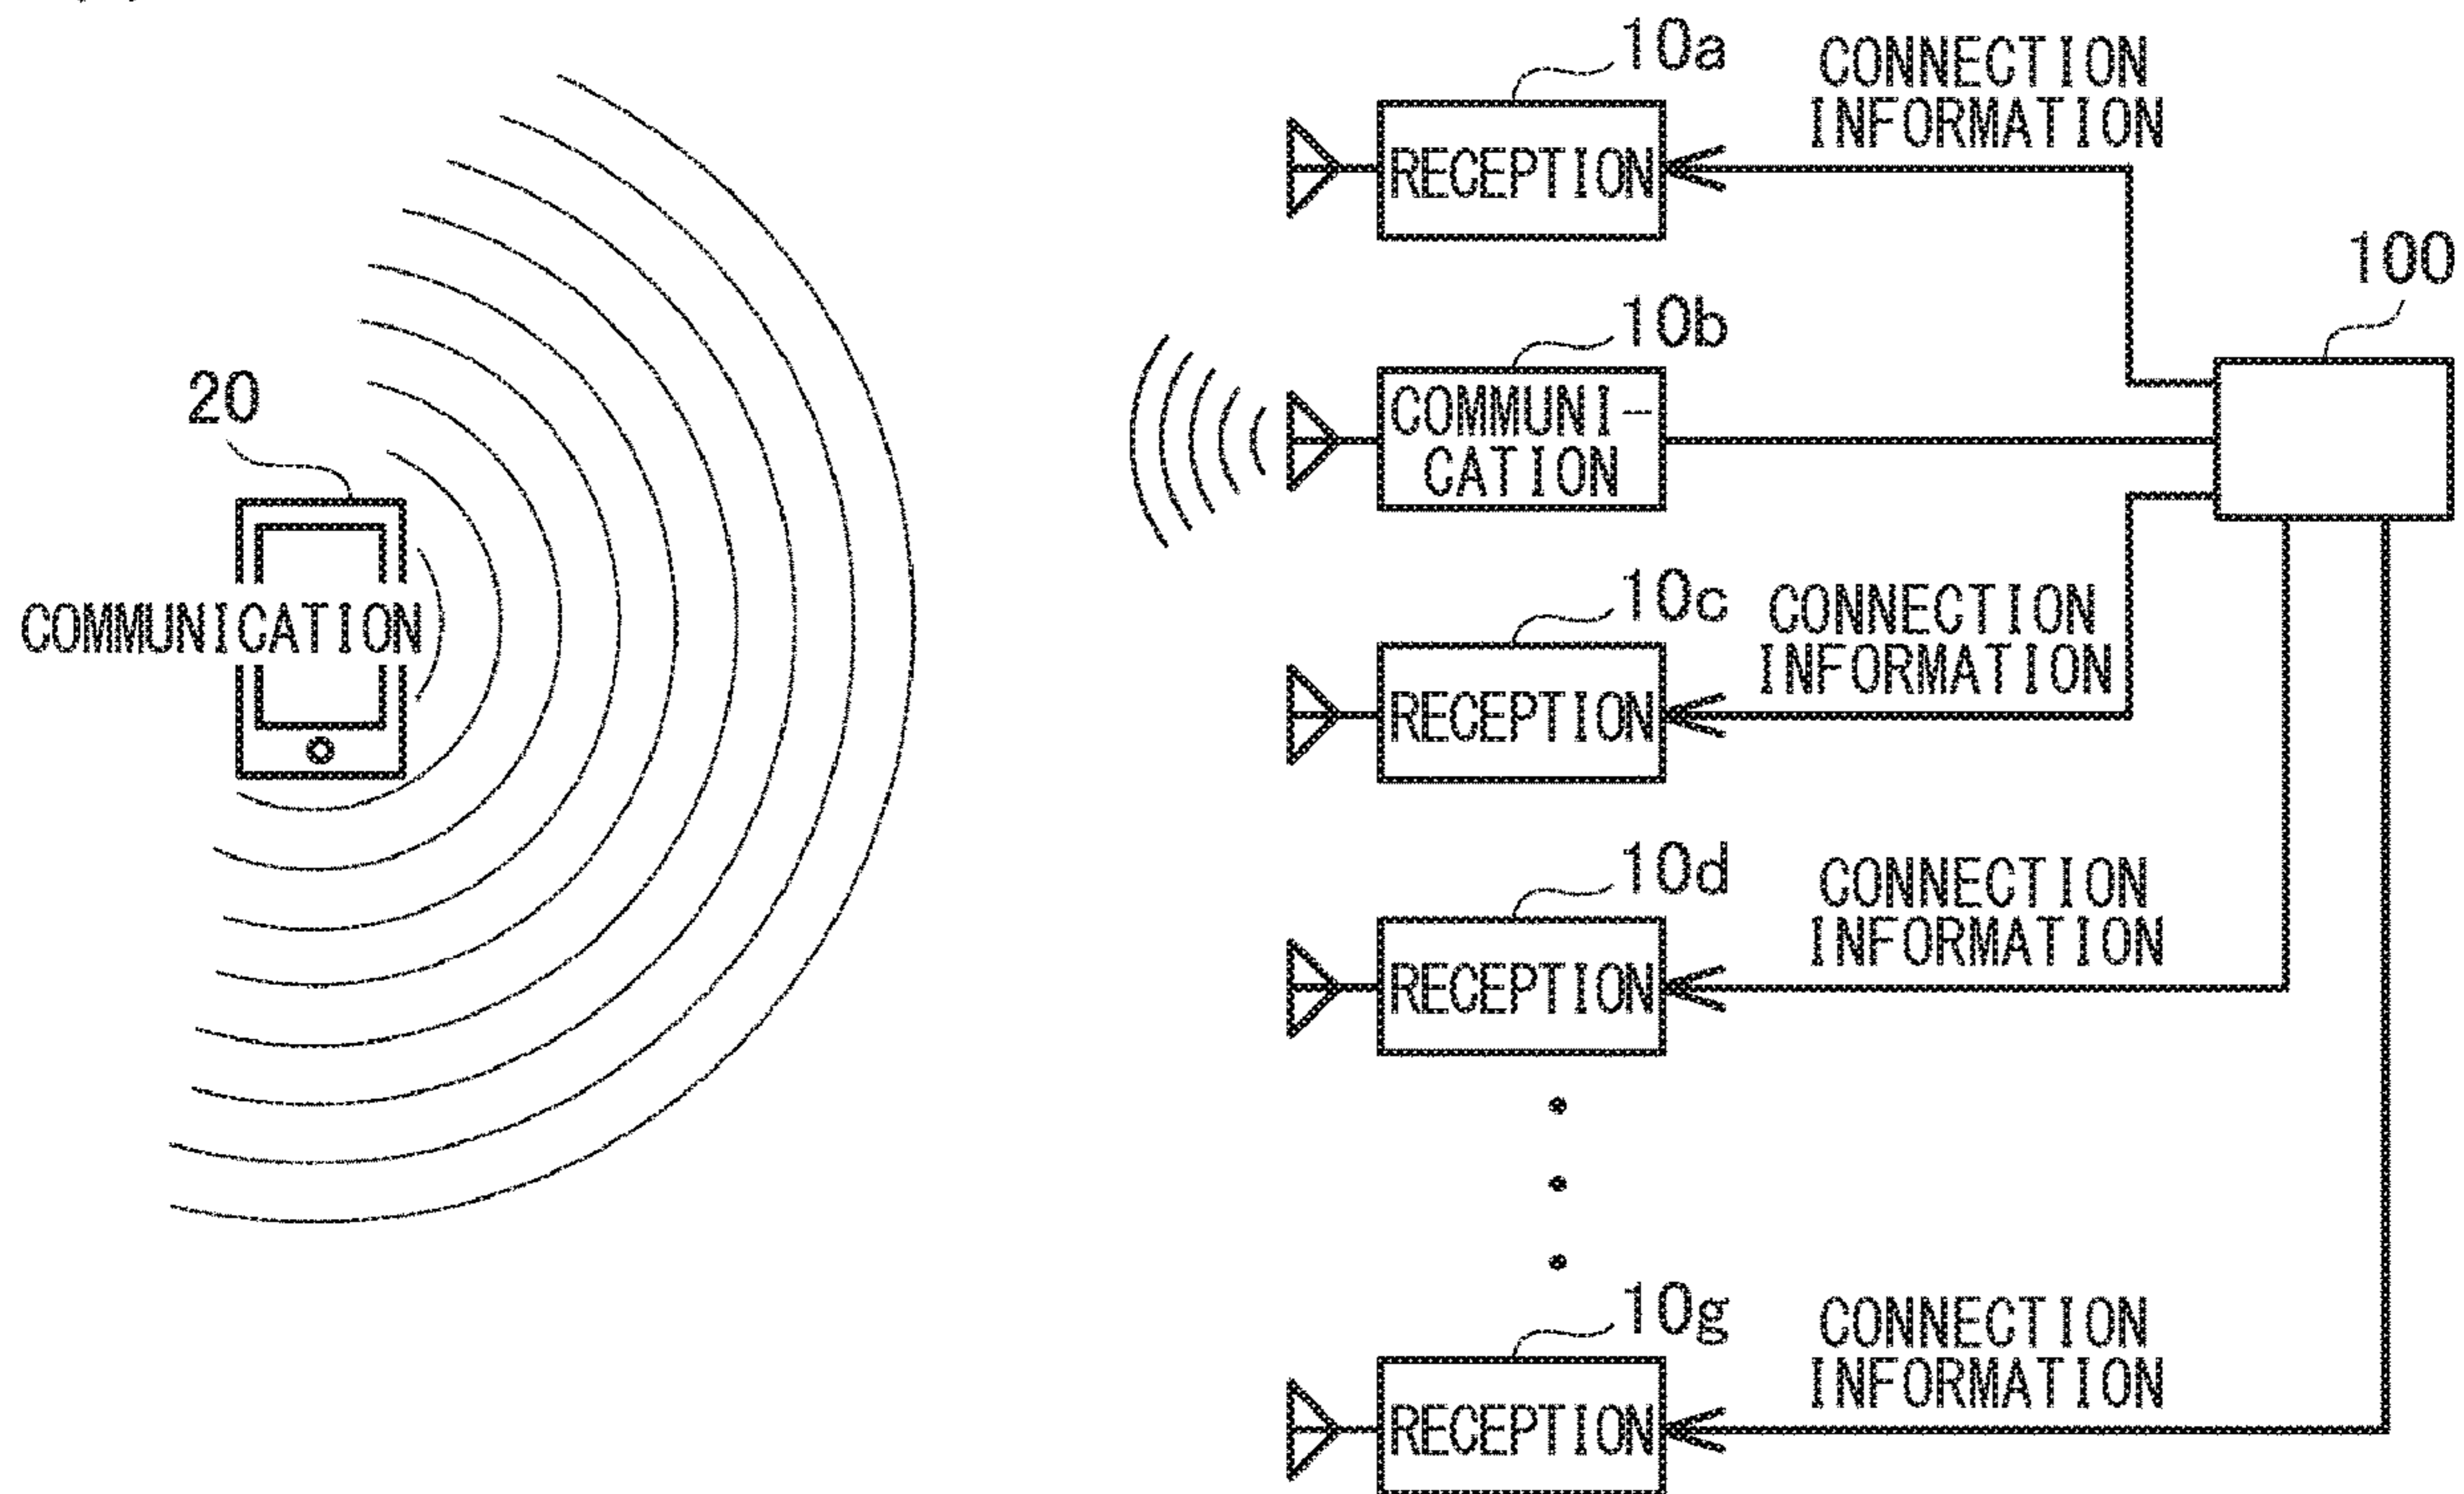 10a
CONNECTION
INFORMATION
RECEPTION
100
10b
COMMUNI-
CATION
20
COMMUNICATION
10c
CONNECTION
INFORMATION
RECEPTION
10d
CONNECTION
INFORMATION
RECEPTION
10g
CONNECTION
INFORMATION
RECEPTION